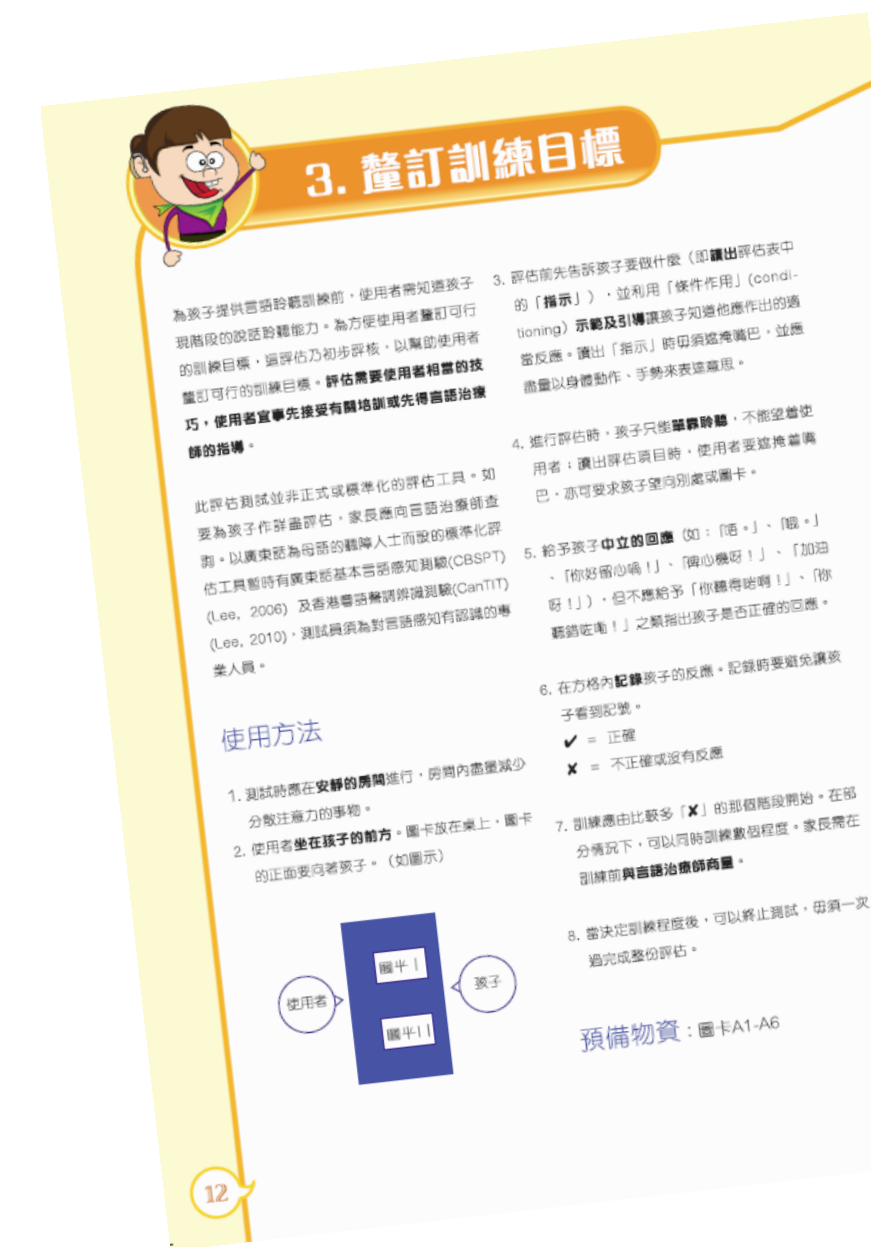 3. 釐訂訓練目標
為孩子提供言語聆聽訓練前，使用者需知道孩子
現階段的說話聆聽能力。為方便使用者釐訂可行
的訓練目標，這評估乃初步評核，以幫助使用者
釐訂可行的訓練目標。評估需要使用者相當的技
巧，使用者宜事先接受有關培訓或先得言語治療
師的指導。
此評估測試並非正式或標準化的評估工具。如
要為孩子作詳盡評估，家長應向言語治療師查
詢。以廣東話為母語的聽障人士而設的標準化評
估工具暫時有廣東話基本言語感知測驗(CBSPT)
(Lee, 2006) 及香港粵語聲調辨識測驗(CanTIT)
(Lee, 2010)，測試員須為對言語感知有認識的專
業人員。
使用方法
1. 測試時應在安靜的房間進行，房間內盡量減少
分散注意力的事物。
2. 使用者坐在孩子的前方。圖卡放在桌上，圖卡
的正面要向著孩子。（如圖示）
使用者
圖卡 I
圖卡 II
孩子
3. 評估前先告訴孩子要做什麼（即讀出評估表中
的「指示」），並利用「條件作用」(condi-
tioning）示範及引導讓孩子知道他應作出的適
當反應。讀出「指示」時毋須遮掩嘴巴，並應
盡量以身體動作、手勢來表達意思。
4. 進行評估時，孩子只能單靠聆聽，不能望着使
用者；讀出評估項目時，使用者要遮掩着嘴
巴，亦可要求孩子望向別處或圖卡。
5. 給予孩子中立的回應（如：「唔。」、「哦。」
、「你好留心喎！」、「俾心機呀！」、「加油
呀！」），但不應給予「你聽得啱啊！」、「你
聽錯咗嘞！」之類指出孩子是否正確的回應。
6. 在方格內記錄孩子的反應。記錄時要避免讓孩
子看到記號。
✔ = 正確
✘ = 不正確或沒有反應
7. 訓練應由比較多「✘」的那個階段開始。在部
分情況下，可以同時訓練數個程度。家長需在
訓練前與言語治療師商量。
8. 當決定訓練程度後，可以終止測試，毋須一次
過完成整份評估。
預備物資：圖卡A1-A6
12